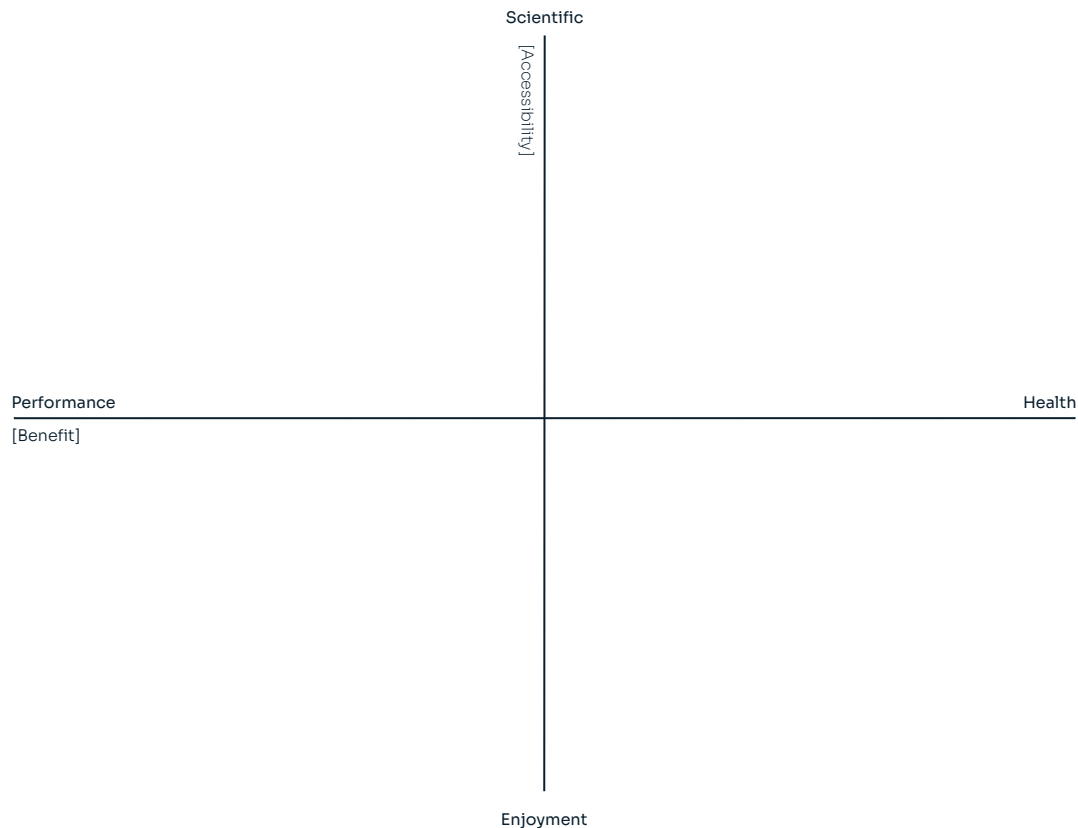 Scientific
[Accessibility]
Performance
Health
[Benefit]
Enjoyment